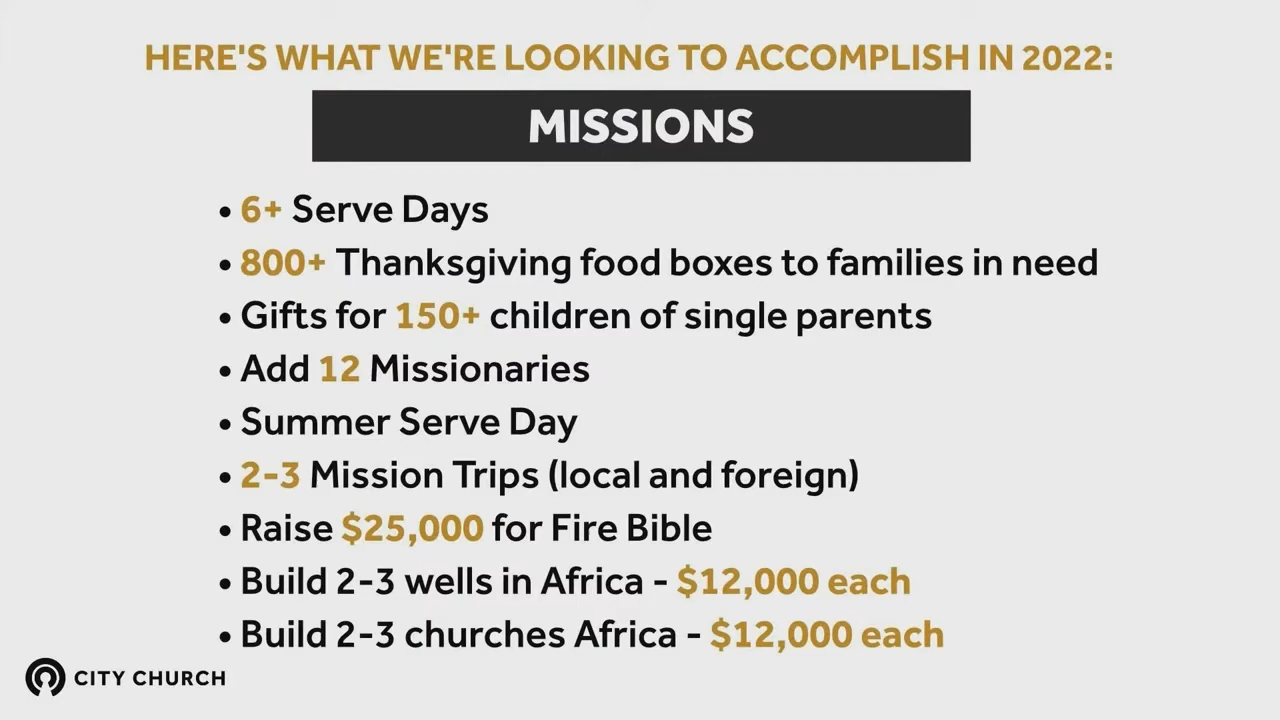 HERE'S WHAT WE'RE LOOKING TO ACCOMPLISH IN 2022:
MISSIONS
• 6+ Serve Days
• 800+ Thanksgiving food boxes to families in need
• Gifts for 150+ children of single parents
• Add 12 Missionaries
• Summer Serve Day
• 2-3 Mission Trips (local and foreign)
• Raise $25,000 for Fire Bible
• Build 2-3 wells in Africa - $12,000 each
• Build 2-3 churches Africa - $12,000 each
CITY CHURCH